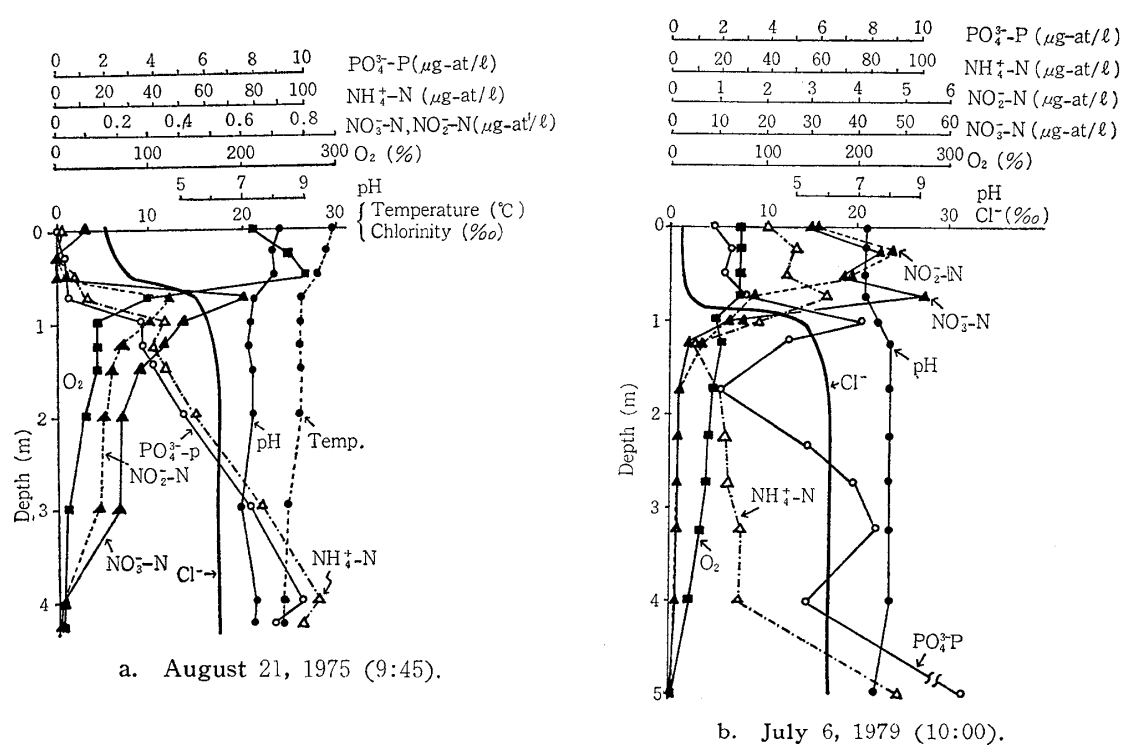 0 2 4 6 8 10 PO₄³⁻-P(μg-at/ℓ)
0 20 40 60 80 100 NH₄⁺-N (μg-at/ℓ)
0 0.2 0.4 0.6 0.8 NO₃⁻-N, NO₂⁻-N(μg-at/ℓ)
0 100 200 300 O₂ (%)
5 7 9 pH
0 10 20 30 Temperature (℃)
Chlorinity (‰)
0
1
2
3
4
Depth (m)
O₂
PO₄³⁻-p
NO₂⁻-N
pH
Temp.
NO₃⁻-N
Cl⁻
NH₄⁺-N
a. August 21, 1975 (9:45).
0 2 4 6 8 10 PO₄³⁻-P (μg-at/ℓ)
0 20 40 60 80 100 NH₄⁺-N (μg-at/ℓ)
0 1 2 3 4 5 6 NO₂⁻-N (μg-at/ℓ)
0 10 15 25 30 47 50 60 NO₃⁻-N (μg-at/ℓ)
0 100 200 300 O₂ (%)
5 7 9 pH
0 10 30 Cl⁻(‰)
0
1
2
3
4
5
Depth (m)
NO₂⁻-N
NO₃⁻-N
pH
Cl⁻
NH₄⁺-N
O₂
PO₄³⁻P
b. July 6, 1979 (10:00).